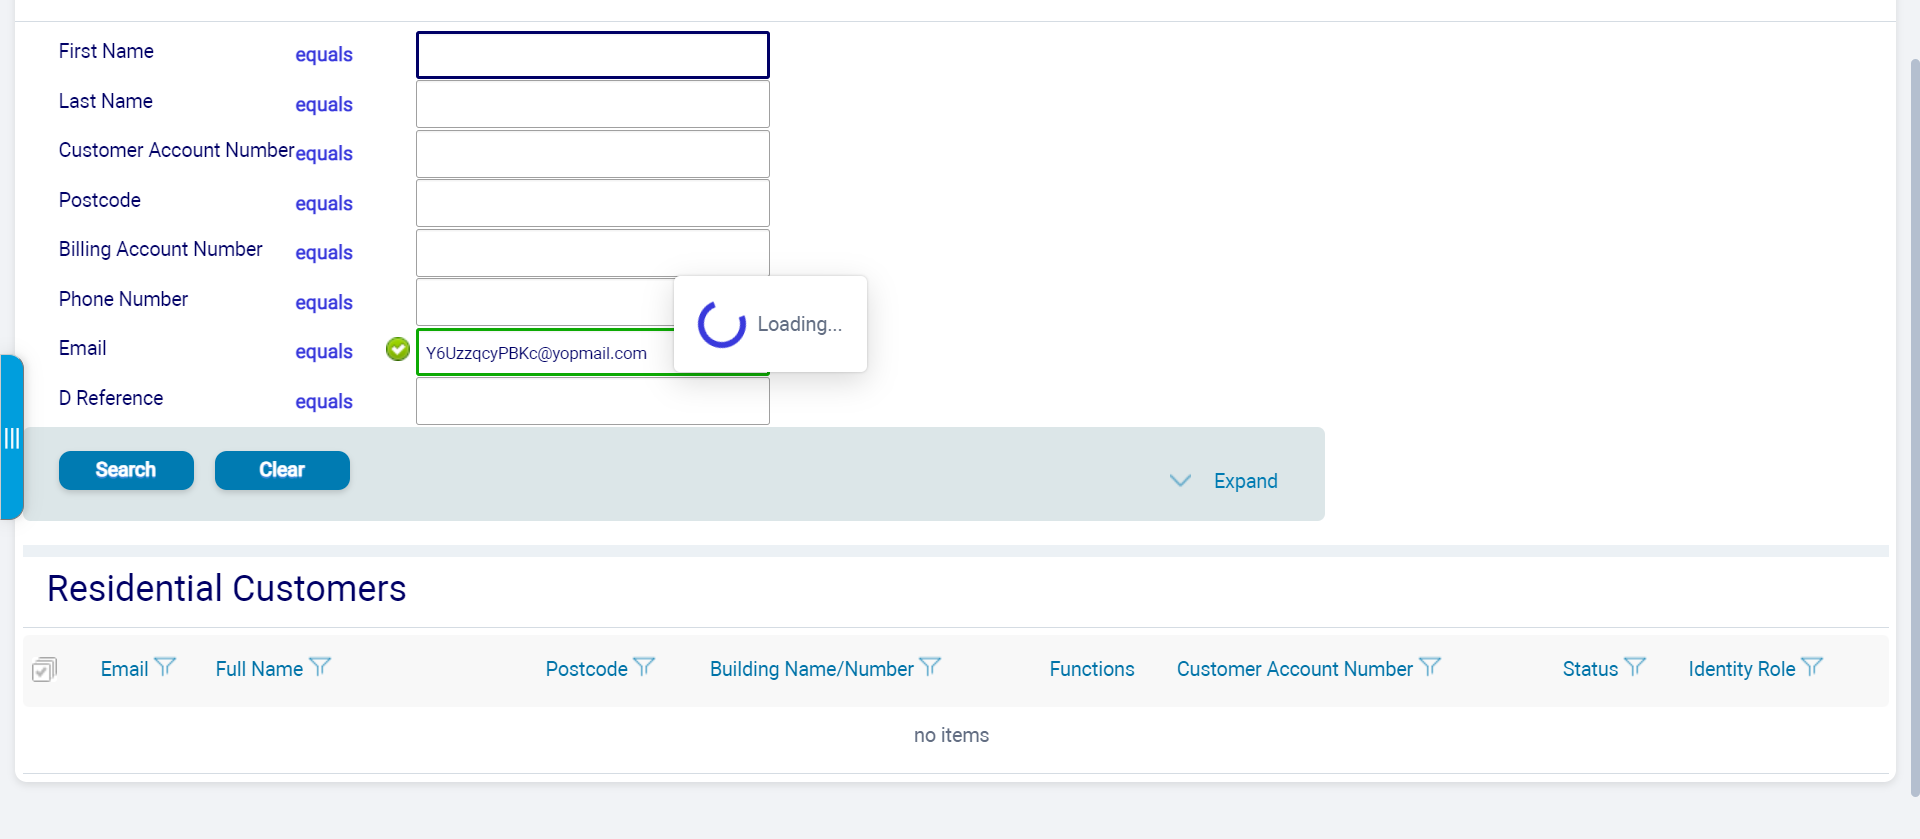 First Name equals
Last Name equals
Customer Account Number equals
Postcode equals
Billing Account Number equals
Phone Number equals
Email equals Y6UzzqcyPBKc@yopmail.com
Loading...
D Reference equals
Search Clear Expand
Residential Customers
Email Full Name Postcode Building Name/Number Functions Customer Account Number Status Identity Role
no items